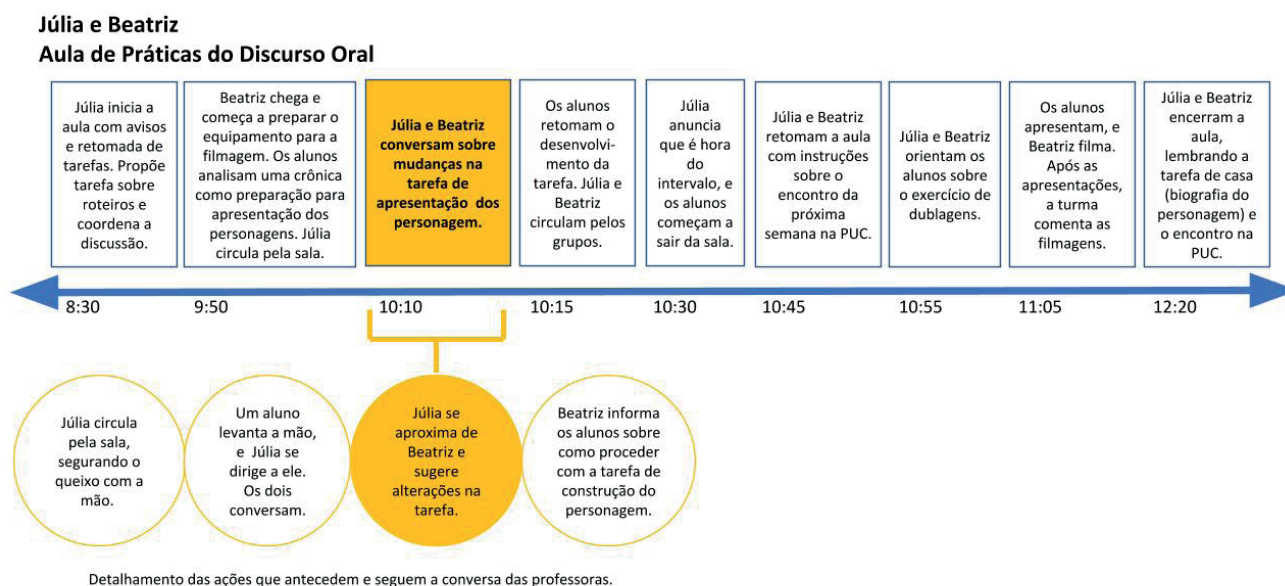 Júlia e Beatriz
Aula de Práticas do Discurso Oral
Júlia inicia a
aula com avisos
e retomada de
tarefas. Propõe
tarefa sobre
roteiros e
coordena a
discussão.
Beatriz chega e
começa a preparar o
equipamento para a
filmagem. Os alunos
analisam uma crônica
como preparação para
apresentação dos
personagens. Júlia
circula pela sala.
Júlia e Beatriz
conversam sobre
mudanças na
tarefa de
apresentação dos
personagem.
Os alunos
retomam o
desenvolvi-
mento da
tarefa. Júlia e
Beatriz
circulam pelos
grupos.
Júlia
anuncia
que é hora
do
intervalo, e
os alunos
começam a
sair da sala.
Júlia e Beatriz
retomam a aula
com instruções
sobre o
encontro da
próxima
semana na PUC.
Júlia e Beatriz
orientam os
alunos sobre
o exercício de
dublagens.
Os alunos
apresentam, e
Beatriz filma.
Após as
apresentações,
a turma
comenta as
filmagens.
Júlia e Beatriz
encerram a
aula,
lembrando a
tarefa de casa
(biografia do
personagem) e
o encontro na
PUC.
8:30
9:50
10:10
10:15
10:30
10:45
10:55
11:05
12:20
Júlia circula
pela sala,
segurando o
queixo com a
mão.
Um aluno
levanta a mão,
e Júlia se
dirige a ele.
Os dois
conversam.
Júlia se
aproxima de
Beatriz e
sugere
alterações na
tarefa.
Beatriz informa
os alunos sobre
como proceder
com a tarefa de
construção do
personagem.
Detalhamento das ações que antecedem e seguem a conversa das professoras.